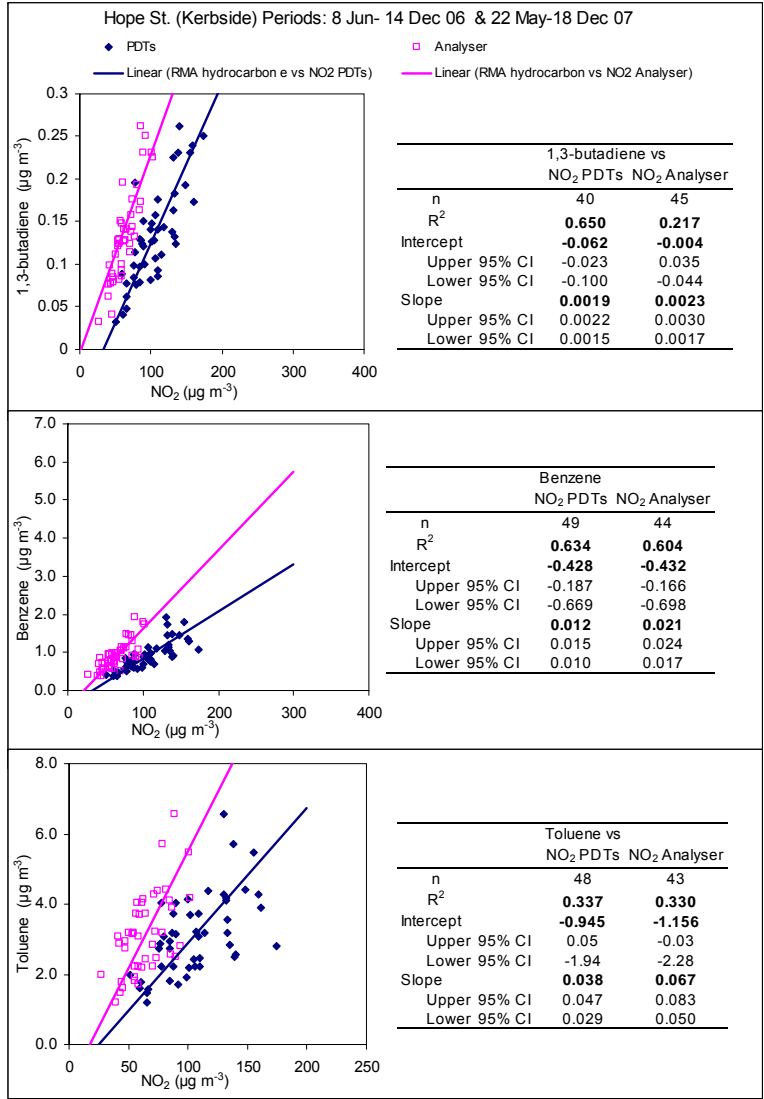 Hope St. (Kerbside) Periods: 8 Jun- 14 Dec 06 & 22 May-18 Dec 07
PDTs
Analyser
Linear (RMA hydrocarbon e vs NO2 PDTs)
Linear (RMA hydrocarbon vs NO2 Analyser)
1,3-butadiene (µg m⁻³)
0.3
0.25
0.2
0.15
0.1
0.05
0
0 100 200 300 400
NO₂ (µg m⁻³)
1,3-butadiene vs
NO₂ PDTs NO₂ Analyser
n 40 45
R² 0.650 0.217
Intercept -0.062 -0.004
Upper 95% CI -0.023 0.035
Lower 95% CI -0.100 -0.044
Slope 0.0019 0.0023
Upper 95% CI 0.0022 0.0030
Lower 95% CI 0.0015 0.0017
Benzene (µg m⁻³)
7.0
6.0
5.0
4.0
3.0
2.0
1.0
0.0
0 100 200 300 400
NO₂ (µg m⁻³)
Benzene
NO₂ PDTs NO₂ Analyser
n 49 44
R² 0.634 0.604
Intercept -0.428 -0.432
Upper 95% CI -0.187 -0.166
Lower 95% CI -0.669 -0.698
Slope 0.012 0.021
Upper 95% CI 0.015 0.024
Lower 95% CI 0.010 0.017
Toluene (µg m⁻³)
8.0
6.0
4.0
2.0
0.0
0 50 100 150 200 250
NO₂ (µg m⁻³)
Toluene vs
NO₂ PDTs NO₂ Analyser
n 48 43
R² 0.337 0.330
Intercept -0.945 -1.156
Upper 95% CI 0.05 -0.03
Lower 95% CI -1.94 -2.28
Slope 0.038 0.067
Upper 95% CI 0.047 0.083
Lower 95% CI 0.029 0.050